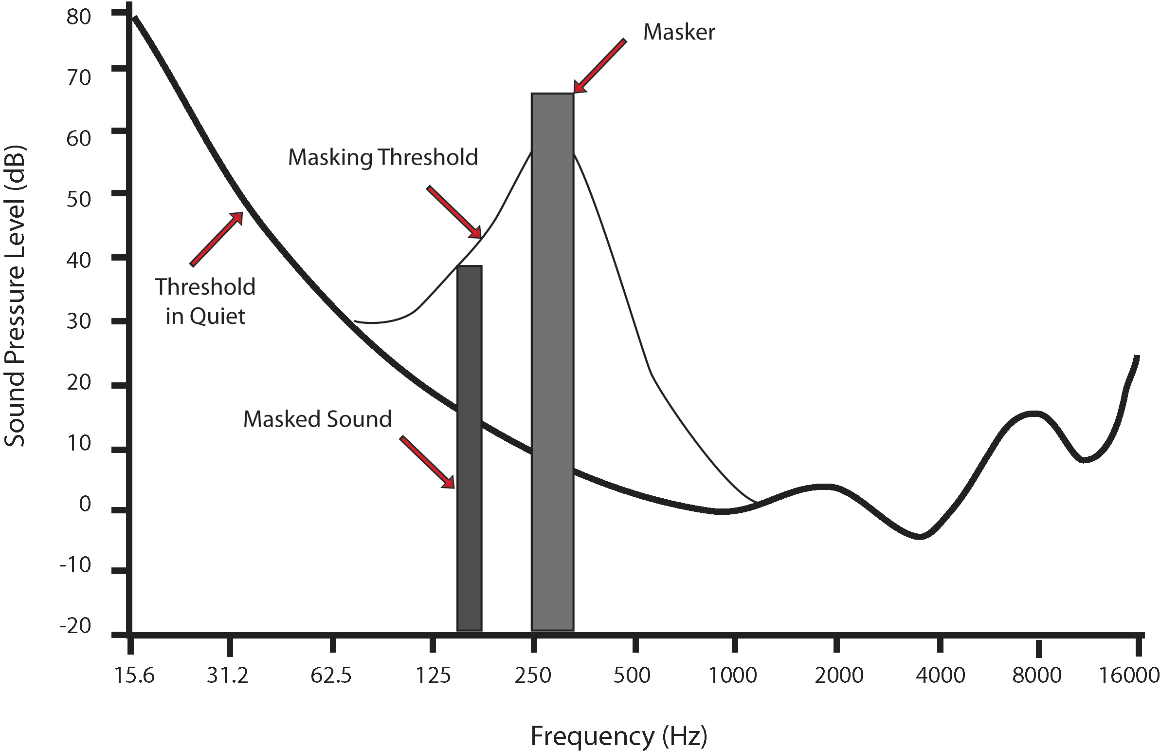 80
70
60
50
40
30
20
10
0
-10
-20
Sound Pressure Level (dB)
Masker
Masking Threshold
Threshold
in Quiet
Masked Sound
15.6 31.2 62.5 125 250 500 1000 2000 4000 8000 16000
Frequency (Hz)